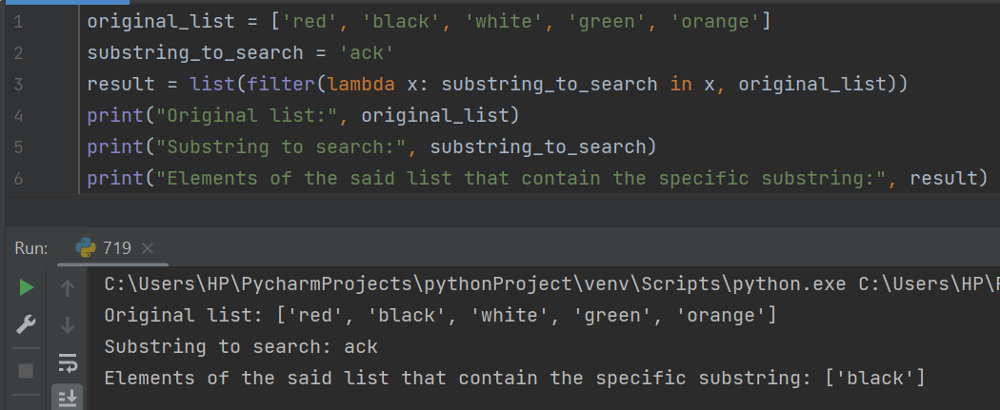 1 original_list = ['red', 'black', 'white', 'green', 'orange']
2 substring_to_search = 'ack'
3 result = list(filter(lambda x: substring_to_search in x, original_list))
4 print("Original list:", original_list)
5 print("Substring to search:", substring_to_search)
6 print("Elements of the said list that contain the specific substring:", result)
Run: 719 ×
C:\Users\HP\PycharmProjects\pythonProject\venv\Scripts\python.exe C:\Users\HP\
Original list: ['red', 'black', 'white', 'green', 'orange']
Substring to search: ack
Elements of the said list that contain the specific substring: ['black']